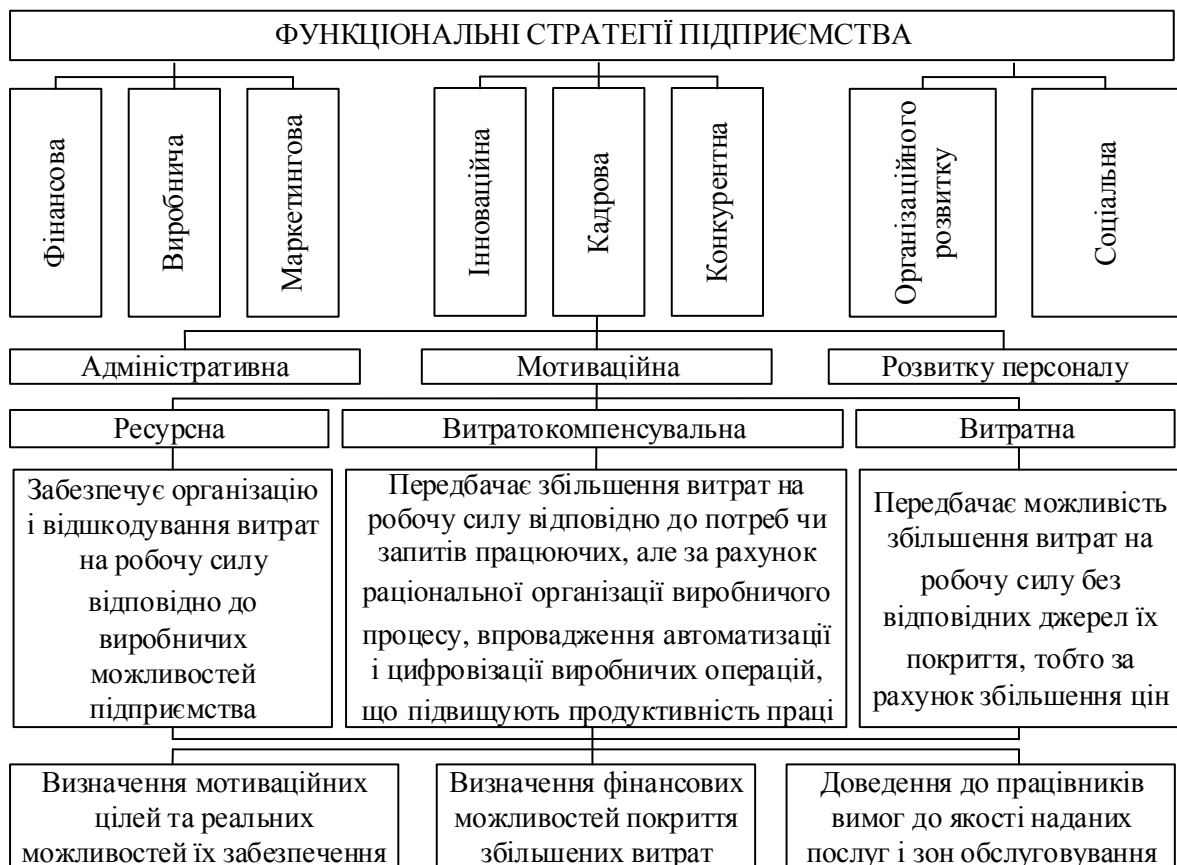 ФУНКЦІОНАЛЬНІ СТРАТЕГІЇ ПІДПРИЄМСТВА
Фінансова
Виробнича
Маркетингова
Інноваційна
Кадрова
Конкурентна
Організаційного
розвитку
Соціальна
Адміністративна
Мотиваційна
Розвитку персоналу
Ресурсна
Витратокомпенсувальна
Витратна
Забезпечує організацію
і відшкодування витрат
на робочу силу
відповідно до
виробничих
можливостей
підприємства
Передбачає збільшення витрат на
робочу силу відповідно до потреб чи
запитів працюючих, але за рахунок
раціональної організації виробничого
процесу, впровадження автоматизації
і цифровізації виробничих операцій,
що підвищують продуктивність праці
Передбачає можливість
збільшення витрат на
робочу силу без
відповідних джерел їх
покриття, тобто за
рахунок збільшення цін
Визначення мотиваційних
цілей та реальних
можливостей їх забезпечення
Визначення фінансових
можливостей покриття
збільшених витрат
Доведення до працівників
вимог до якості наданих
послуг і зон обслуговування